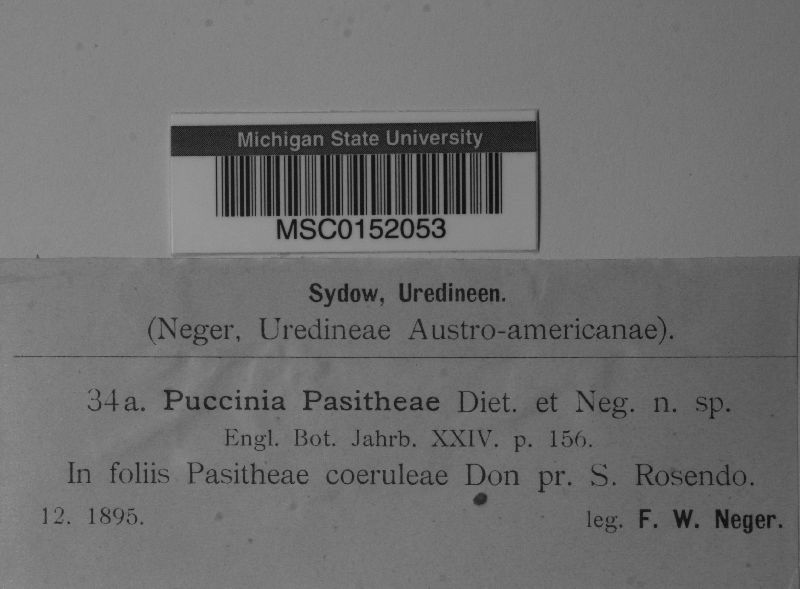 Michigan State University
MSC0152053
Sydow, Uredineen.
(Neger, Uredineae Austro-americanae).
34a. Puccinia Pasitheae Diet. et Neg. n. sp.
Engl. Bot. Jahrb. XXIV. p. 156.
In foliis Pasitheae coeruleae Don pr. S. Rosendo.
12. 1895.
leg. F. W. Neger.